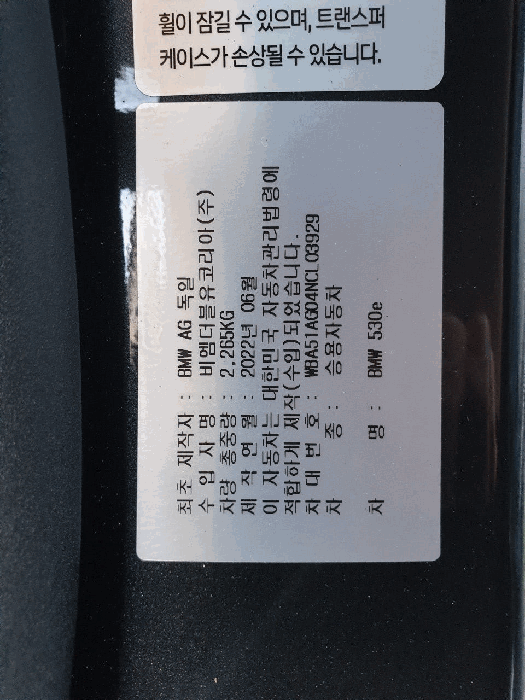 휠이 잠길 수 있으며, 트랜스퍼
케이스가 손상될 수 있습니다.
최초 제작자 : BMW AG 독일
수 입 자 명 : 비엠더블유코리아(주)
차량 총중량 : 2,265KG
제 작 연 월 : 2022년 06월
이 자동차는 대한민국 자동차관리법령에
적합하게 제작(수입)되었습니다.
차 대 번 호 : WBA51AG04NCL03929
차 종 : 승용자동차
차 명 : BMW 530e